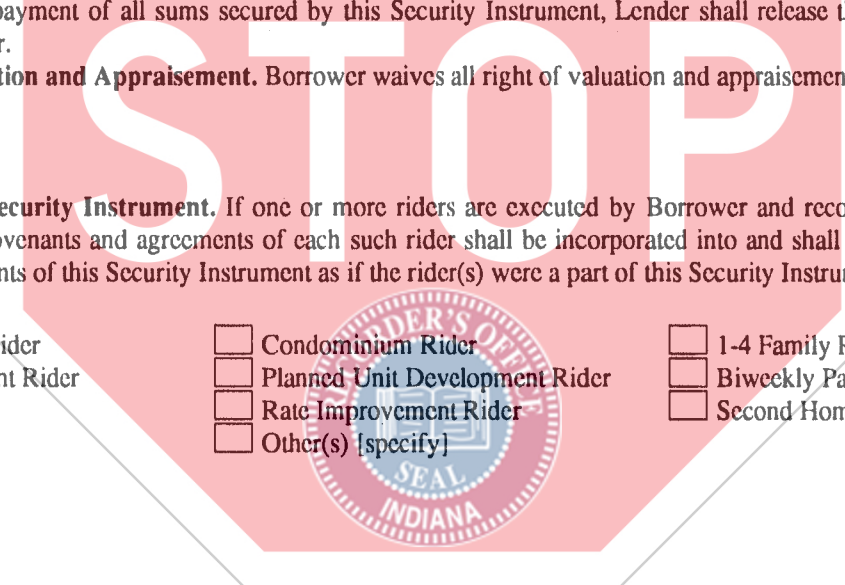 ayment of all sums secured by this Security Instrument, Lender shall release t
r.
tion and Appraisement. Borrower waives all right of valuation and appraisemen
STOP
ecurity Instrument. If one or more riders are executed by Borrower and reco
ovenants and agreements of each such rider shall be incorporated into and shall
nts of this Security Instrument as if the rider(s) were a part of this Security Instru
ider Condominium Rider 1-4 Family R
nt Rider Planned Unit Development Rider Biweekly Pa
Rate Improvement Rider Second Hom
Other(s) [specify]
RECORDER'S OFFICE
SEAL
INDIANA